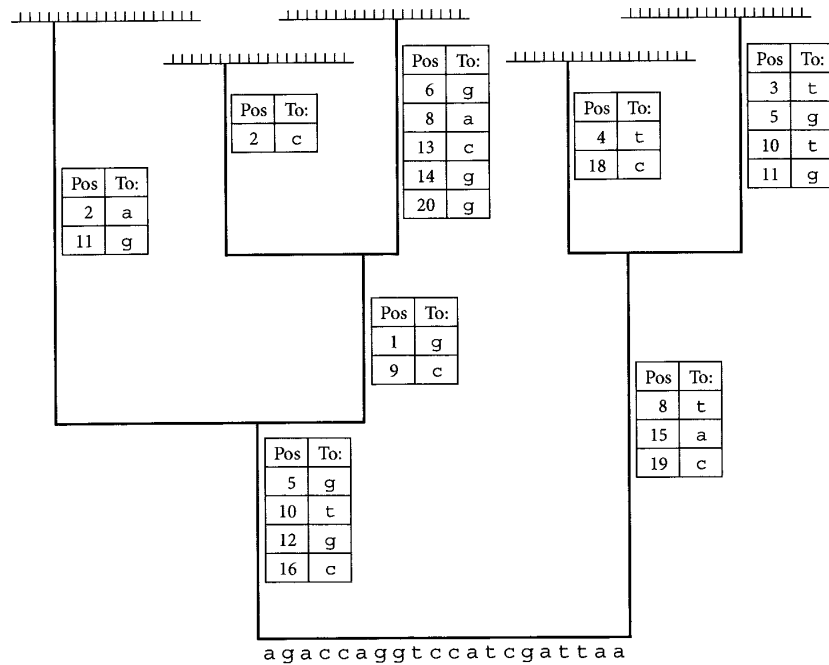 Pos To:
6 g
8 a
13 c
14 g
20 g
Pos To:
3 t
5 g
10 t
11 g
Pos To:
2 c
Pos To:
4 t
18 c
Pos To:
2 a
11 g
Pos To:
1 g
9 c
Pos To:
8 t
15 a
19 c
Pos To:
5 g
10 t
12 g
16 c
agaccaggtccatcgattaa